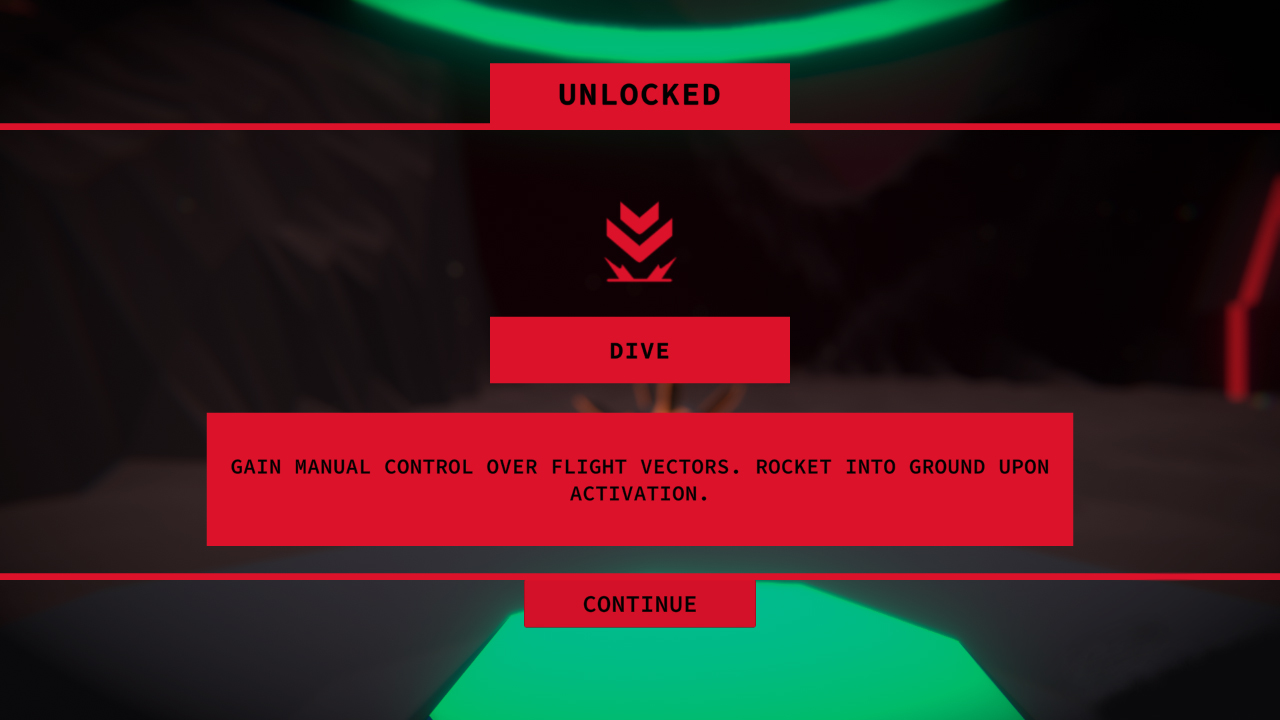 UNLOCKED
DIVE
GAIN MANUAL CONTROL OVER FLIGHT VECTORS. ROCKET INTO GROUND UPON
ACTIVATION.
CONTINUE